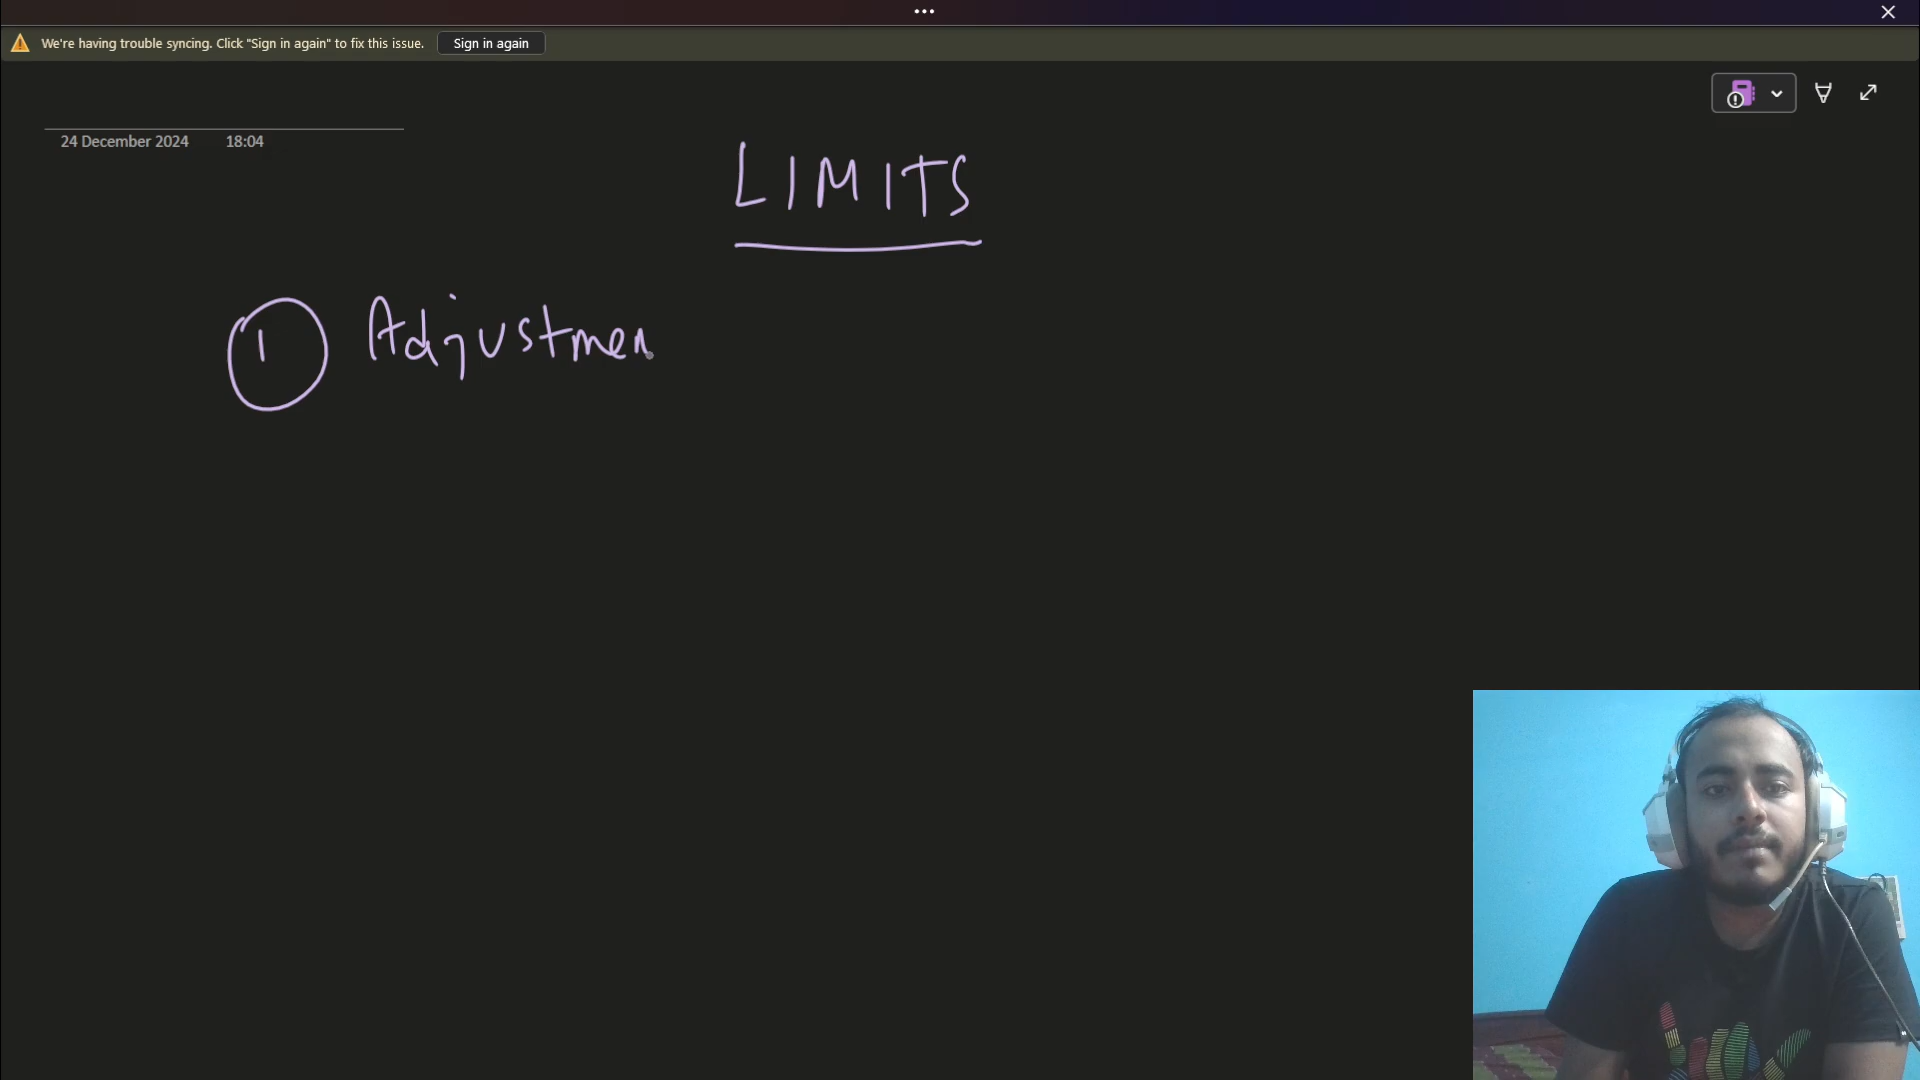 We're having trouble syncing. Click "Sign in again" to fix this issue. Sign in again
24 December 2024 18:04
LIMITS
1 Adjustmen